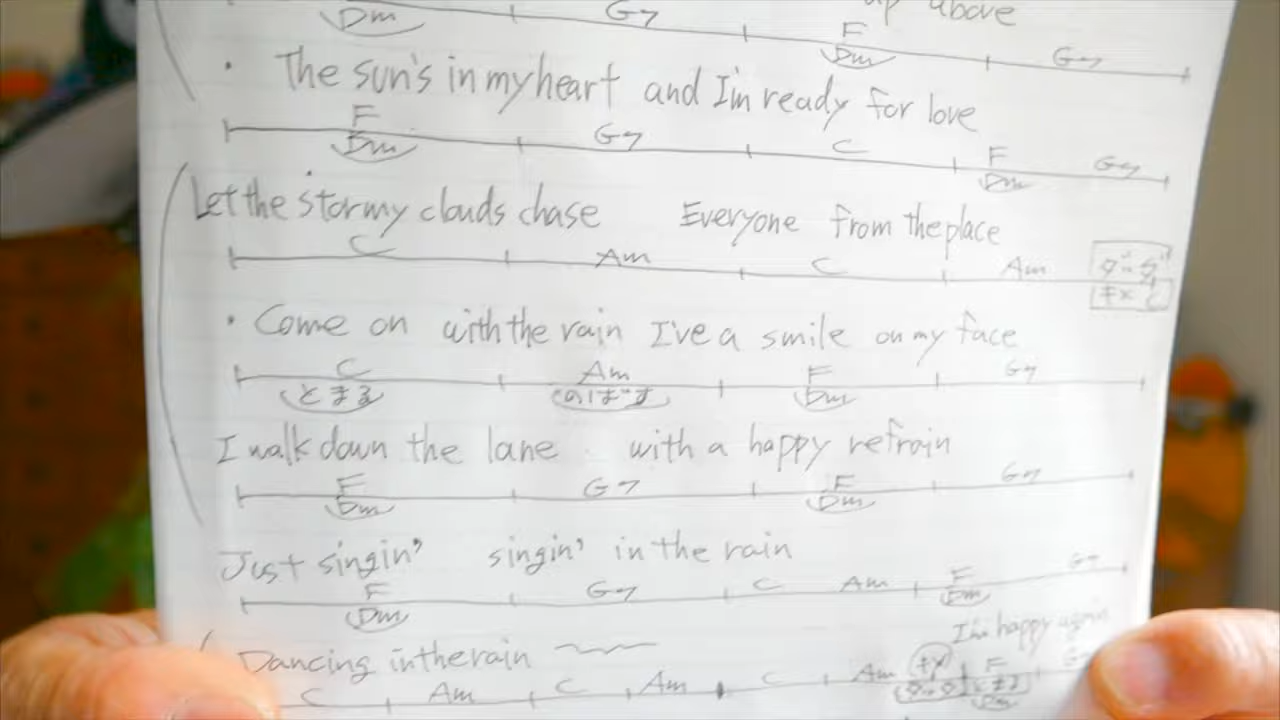 up above
Dm G7 F Dm G7
• The sun's in my heart and I'm ready for love
F Dm G7 C F Dm G7
Let the stormy clouds chase Everyone from the place
C Am C Am
• Come on with the rain I've a smile on my face
C Am F Dm G7
とまる のばす
I walk down the lane with a happy refrain
F Dm G7 F Dm G7
Just singin' singin' in the rain
F Dm G7 C Am F Dm G7
I'm happy again
Dancing in the rain
C Am C Am C Am F Dm